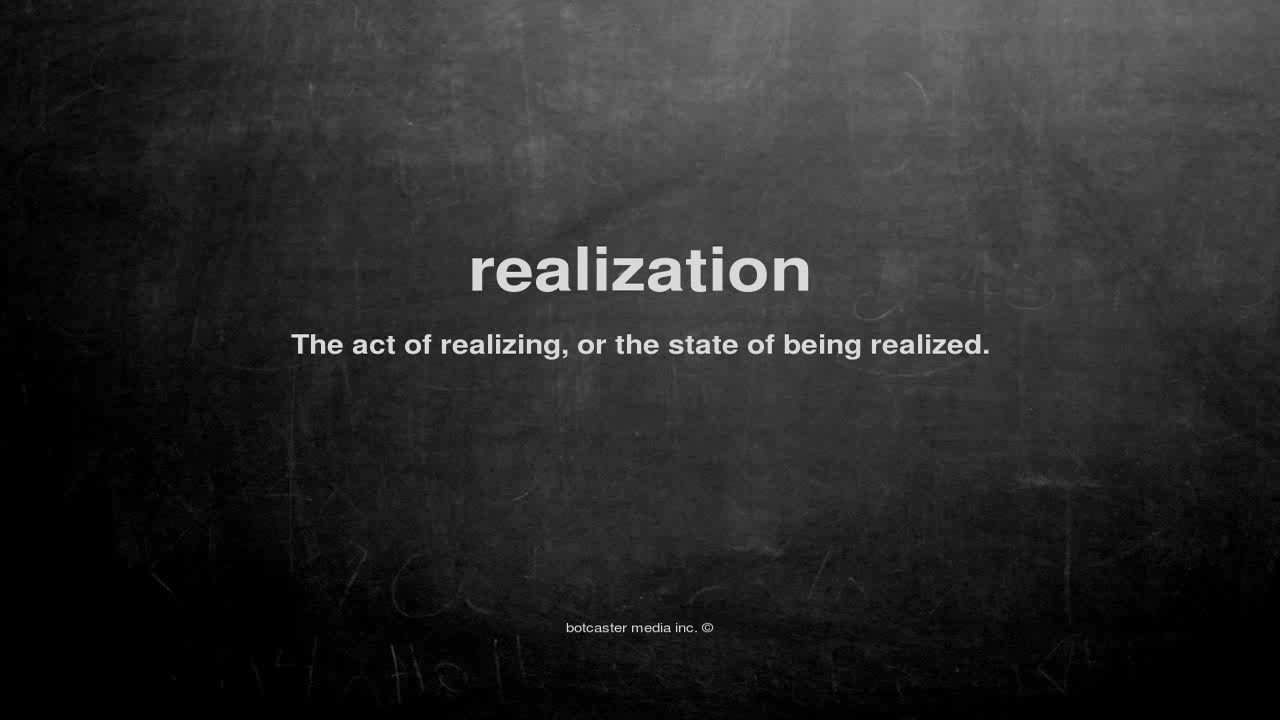 realization
The act of realizing, or the state of being realized.
botcaster media inc. ©